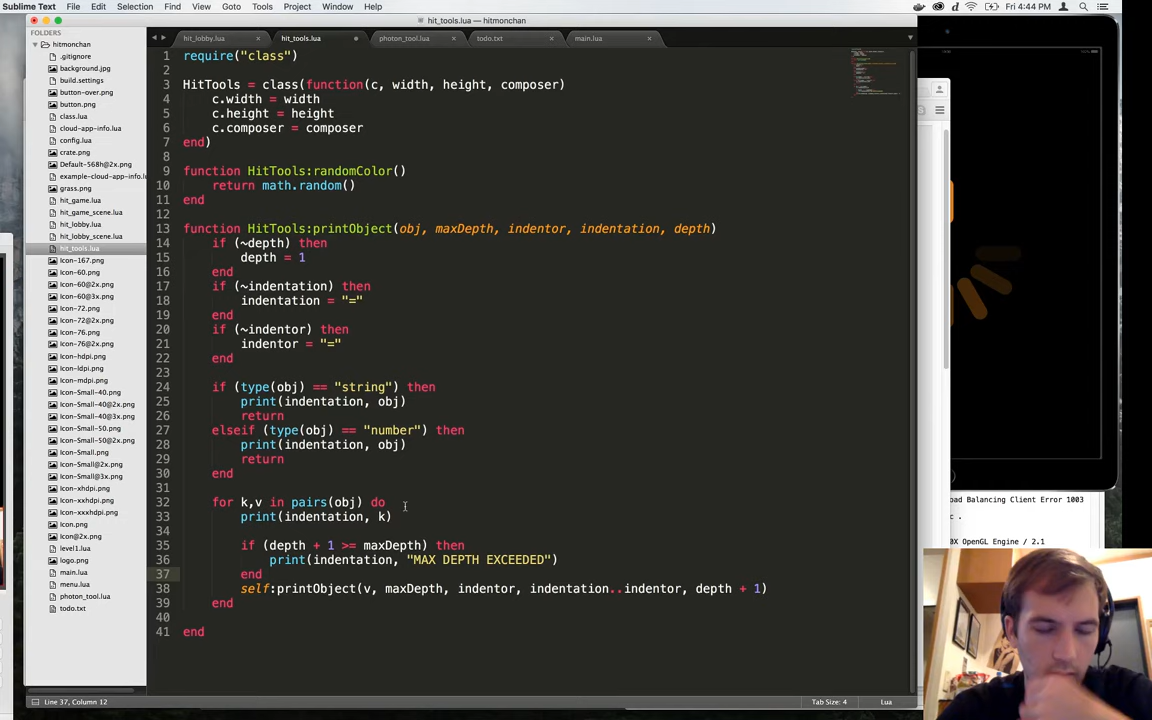 Sublime Text File Edit Selection Find View Goto Tools Project Window Help
Fri 4:44 PM
hit_tools.lua — hitmonchan
FOLDERS
hitmonchan
.gitignore
background.jpg
build.settings
button-over.png
button.png
class.lua
cloud-app-info.lua
config.lua
crate.png
Default-568h@2x.png
example-cloud-app-info.lua
grass.png
hit_game.lua
hit_game_scene.lua
hit_lobby.lua
hit_lobby_scene.lua
hit_tools.lua
Icon-167.png
Icon-60.png
Icon-60@2x.png
Icon-60@3x.png
Icon-72.png
Icon-72@2x.png
Icon-76.png
Icon-76@2x.png
Icon-hdpi.png
Icon-ldpi.png
Icon-mdpi.png
Icon-Small-40.png
Icon-Small-40@2x.png
Icon-Small-40@3x.png
Icon-Small-50.png
Icon-Small-50@2x.png
Icon-Small.png
Icon-Small@2x.png
Icon-Small@3x.png
Icon-xhdpi.png
Icon-xxhdpi.png
Icon-xxxhdpi.png
Icon.png
Icon@2x.png
level1.lua
logo.png
main.lua
menu.lua
photon_tool.lua
todo.txt
hit_lobby.lua hit_tools.lua photon_tool.lua todo.txt main.lua
1 require("class")
2
3 HitTools = class(function(c, width, height, composer)
4 c.width = width
5 c.height = height
6 c.composer = composer
7 end)
8
9 function HitTools:randomColor()
10 return math.random()
11 end
12
13 function HitTools:printObject(obj, maxDepth, indentor, indentation, depth)
14 if (~depth) then
15 depth = 1
16 end
17 if (~indentation) then
18 indentation = "="
19 end
20 if (~indentor) then
21 indentor = "="
22 end
23
24 if (type(obj) == "string") then
25 print(indentation, obj)
26 return
27 elseif (type(obj) == "number") then
28 print(indentation, obj)
29 return
30 end
31
32 for k,v in pairs(obj) do
33 print(indentation, k)
34
35 if (depth + 1 >= maxDepth) then
36 print(indentation, "MAX DEPTH EXCEEDED")
37 end
38 self:printObject(v, maxDepth, indentor, indentation..indentor, depth + 1)
39 end
40
41 end
oad Balancing Client Error 1003
c .
0X OpenGL Engine / 2.1
Line 37, Column 12
Tab Size: 4 Lua